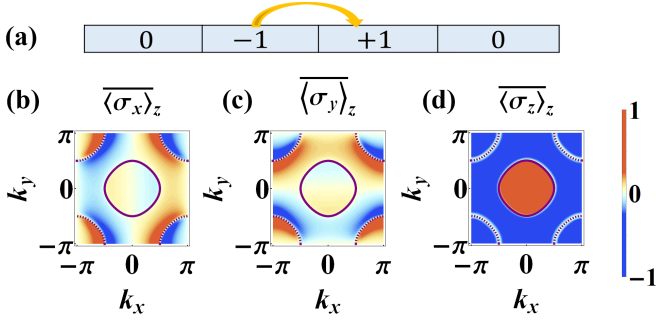 (a) 0 −1 +1 0
(b) ⟨σx⟩z (c) ⟨σy⟩z (d) ⟨σz⟩z
π π π 1
ky 0 ky 0 ky 0 0
−π −π −π −1
−π 0 π −π 0 π −π 0 π
kx kx kx